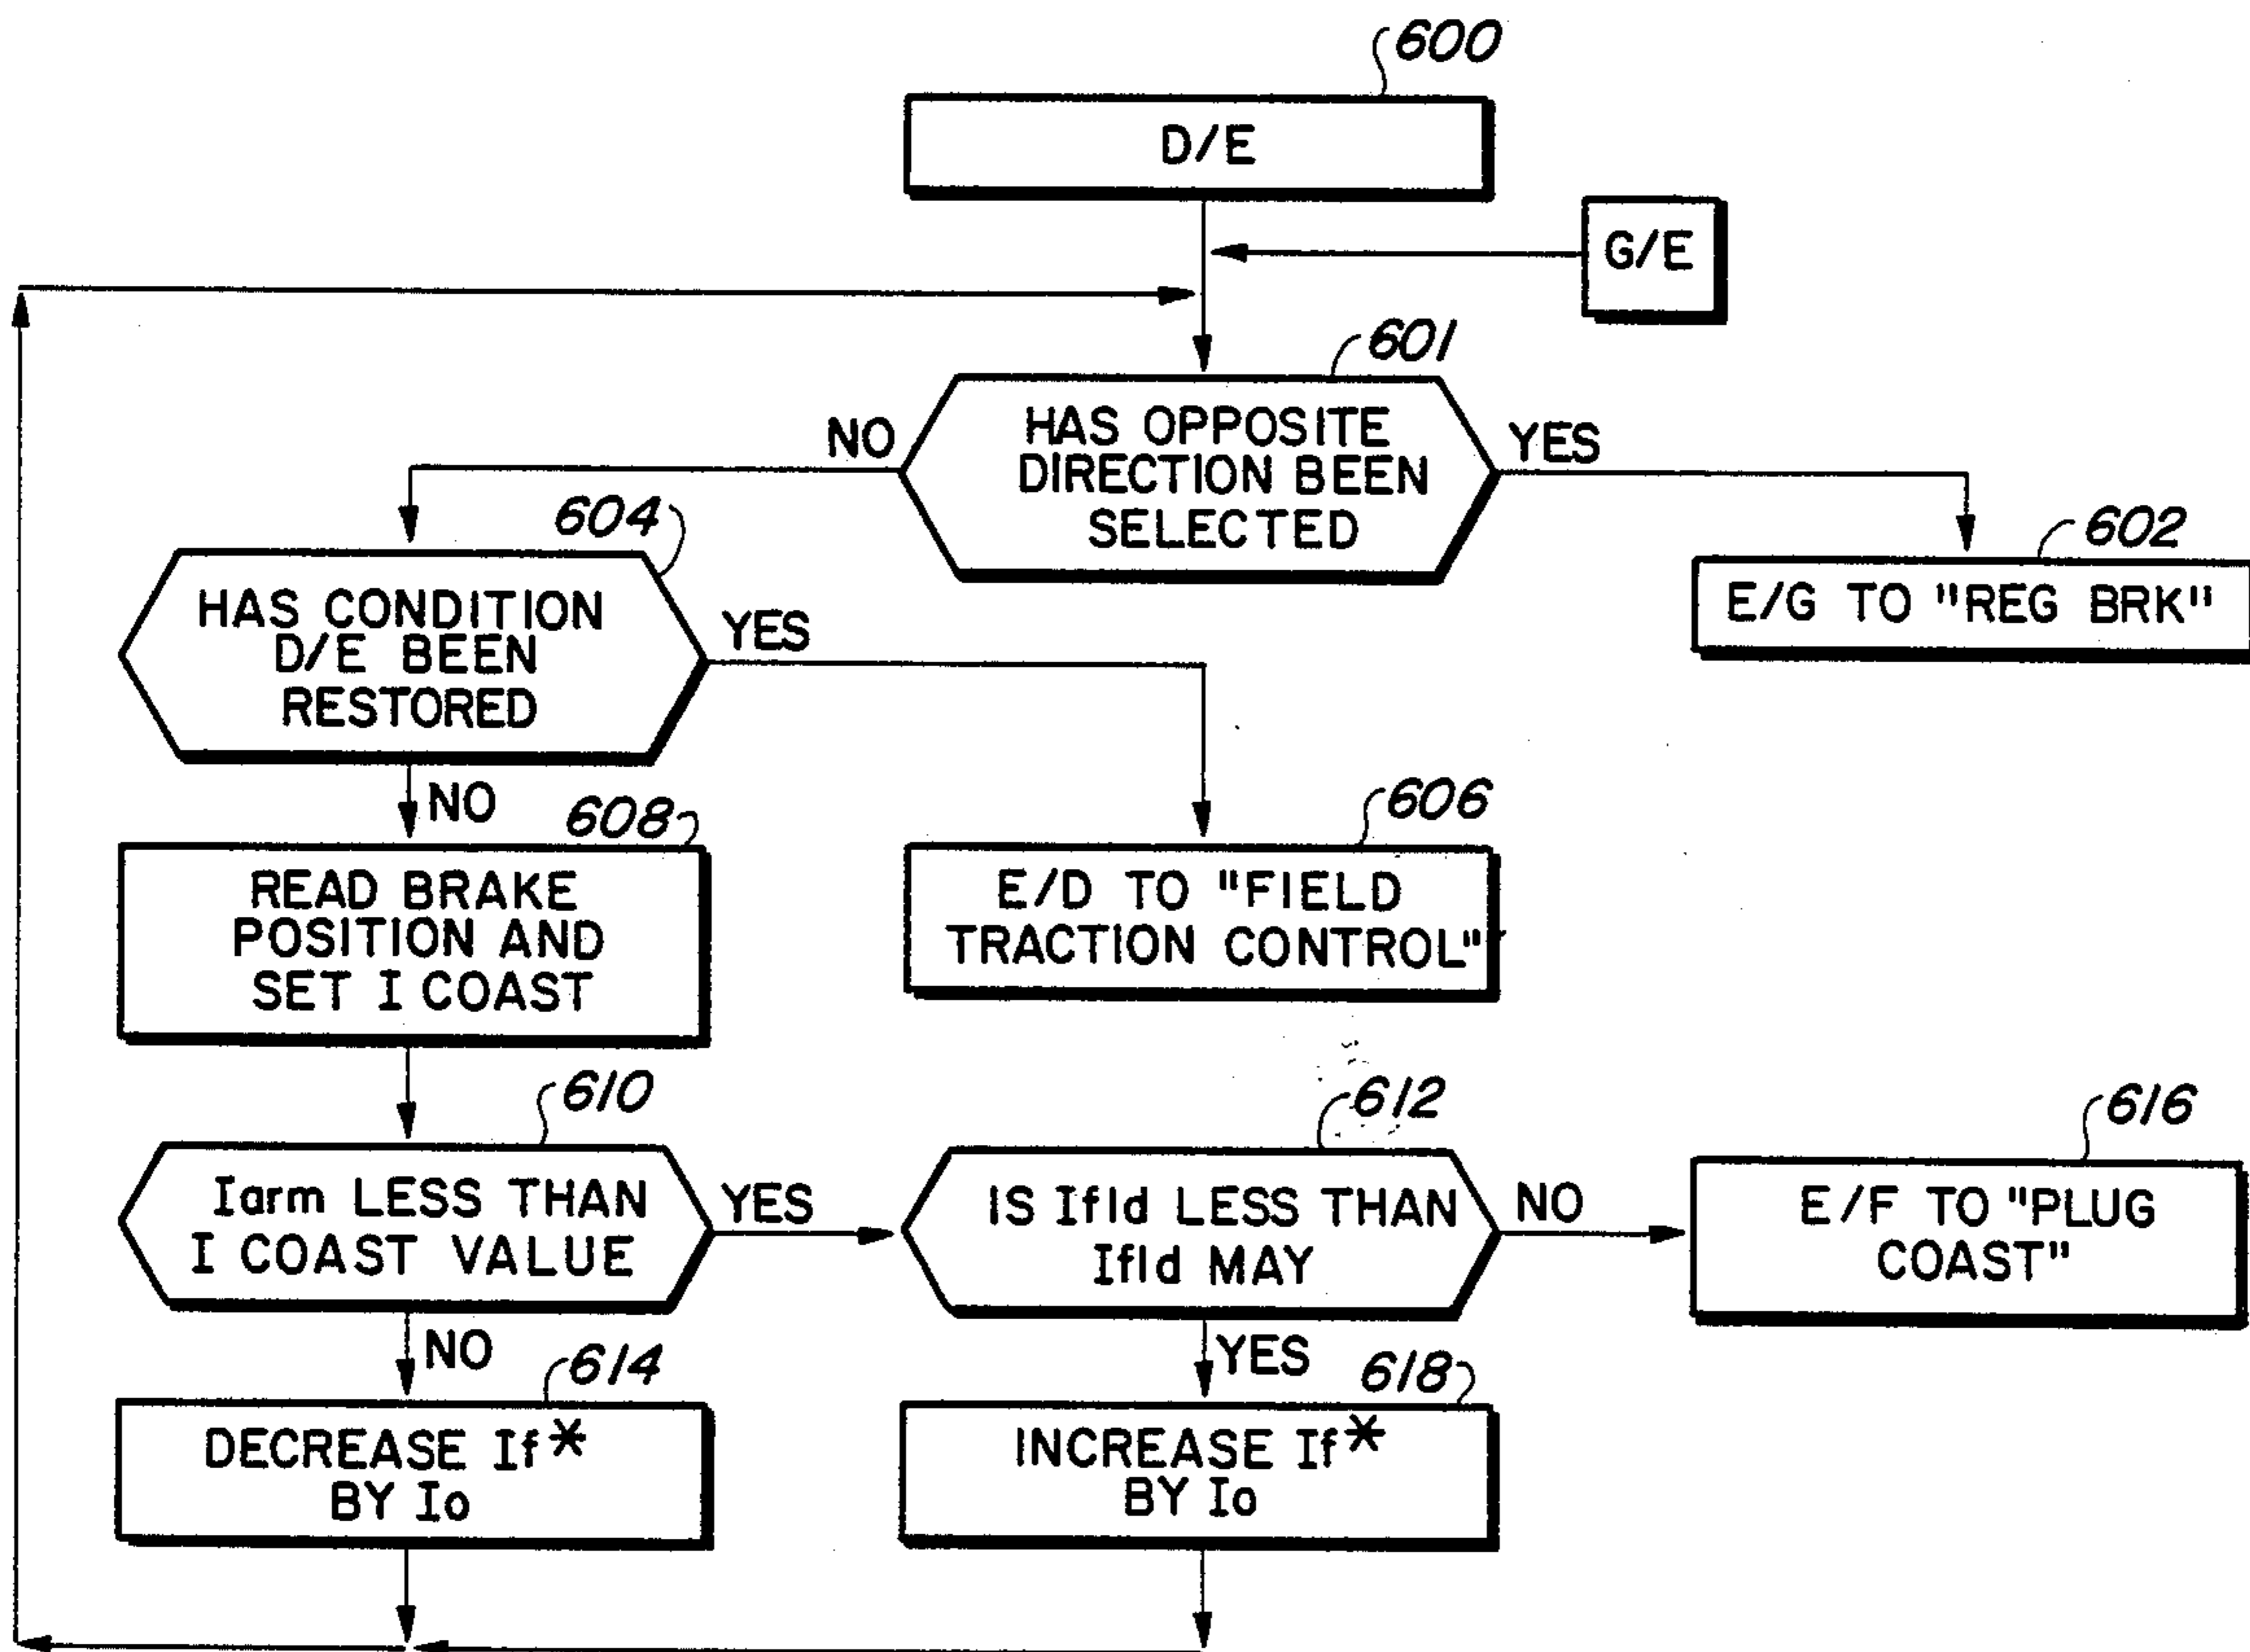 600
D/E
G/E
601
HAS OPPOSITE
DIRECTION BEEN
SELECTED
NO
YES
604
HAS CONDITION
D/E BEEN
RESTORED
YES
NO
602
E/G TO "REG BRK"
608
READ BRAKE
POSITION AND
SET I COAST
606
E/D TO "FIELD
TRACTION CONTROL"
610
Iarm LESS THAN
I COAST VALUE
YES
NO
612
IS Ifld LESS THAN
Ifld MAY
NO
YES
616
E/F TO "PLUG
COAST"
614
DECREASE If*
BY Io
618
INCREASE If*
BY Io